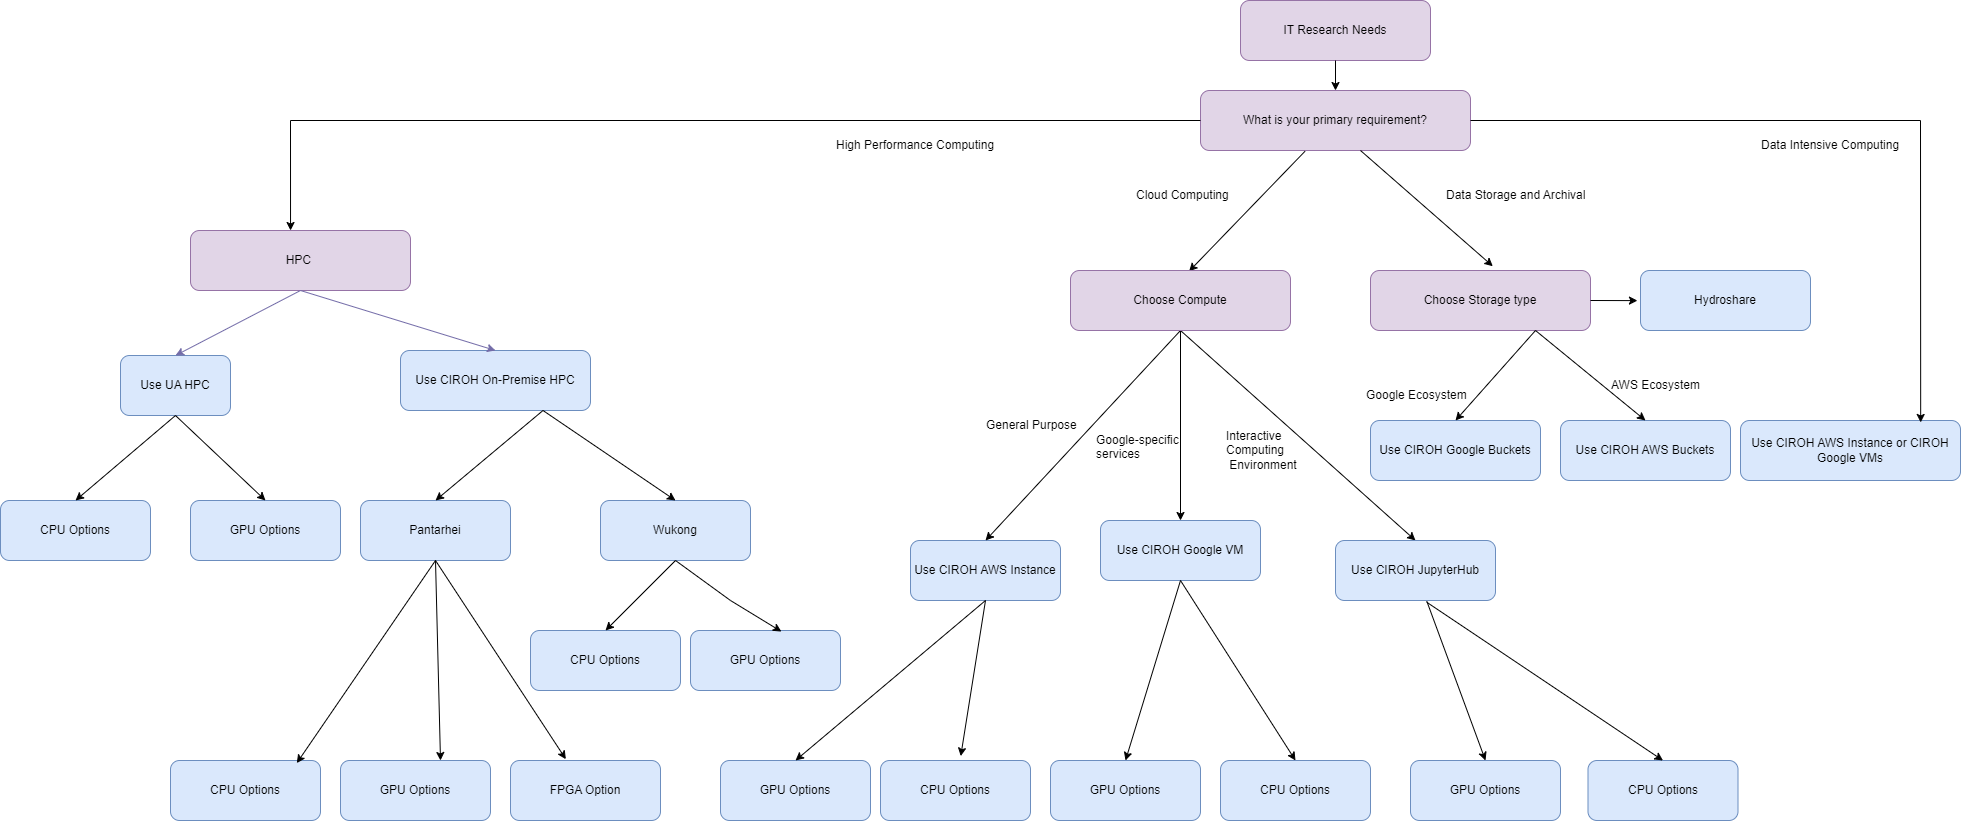 IT Research Needs
What is your primary requirement?
High Performance Computing
Data Intensive Computing
Cloud Computing
Data Storage and Archival
HPC
Choose Compute
Choose Storage type
Hydroshare
Use UA HPC
Use CIROH On-Premise HPC
Google Ecosystem
AWS Ecosystem
General Purpose
Google-specific
services
Interactive
Computing
Environment
Use CIROH Google Buckets
Use CIROH AWS Buckets
Use CIROH AWS Instance or CIROH
Google VMs
CPU Options
GPU Options
Pantarhei
Wukong
Use CIROH AWS Instance
Use CIROH Google VM
Use CIROH JupyterHub
CPU Options
GPU Options
CPU Options
GPU Options
FPGA Option
GPU Options
CPU Options
GPU Options
CPU Options
GPU Options
CPU Options